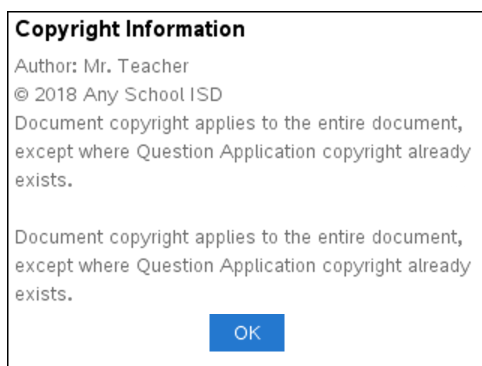 Copyright Information
Author: Mr. Teacher
© 2018 Any School ISD
Document copyright applies to the entire document,
except where Question Application copyright already
exists.
Document copyright applies to the entire document,
except where Question Application copyright already
exists.
OK